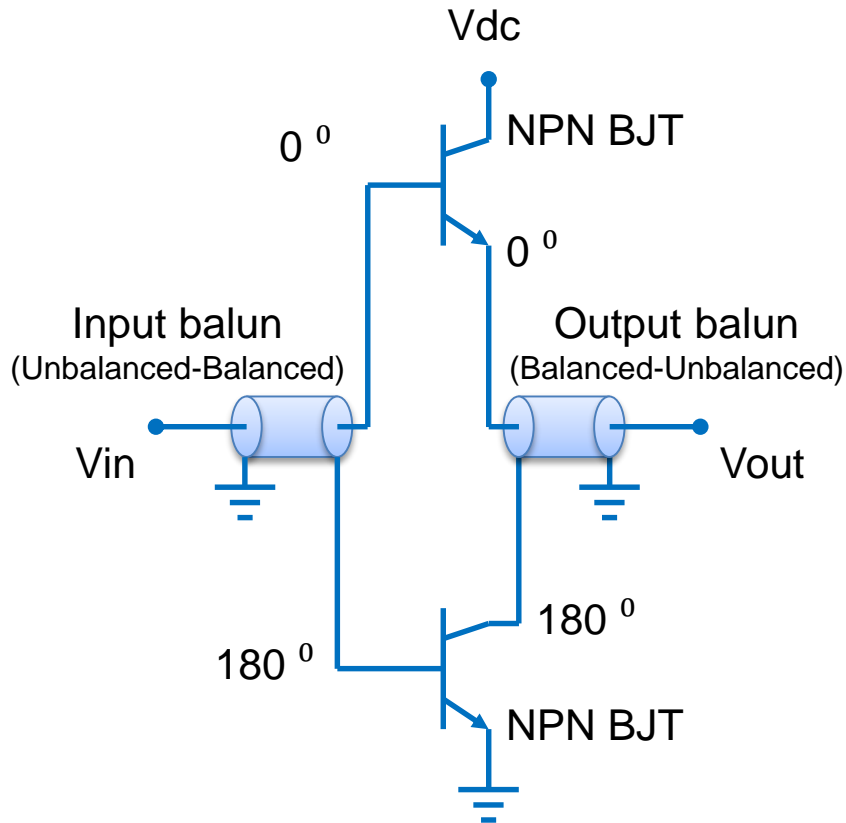 Vdc
NPN BJT
0 ⁰
0 ⁰
Input balun
(Unbalanced-Balanced)
Output balun
(Balanced-Unbalanced)
Vin
Vout
180 ⁰
180 ⁰
NPN BJT